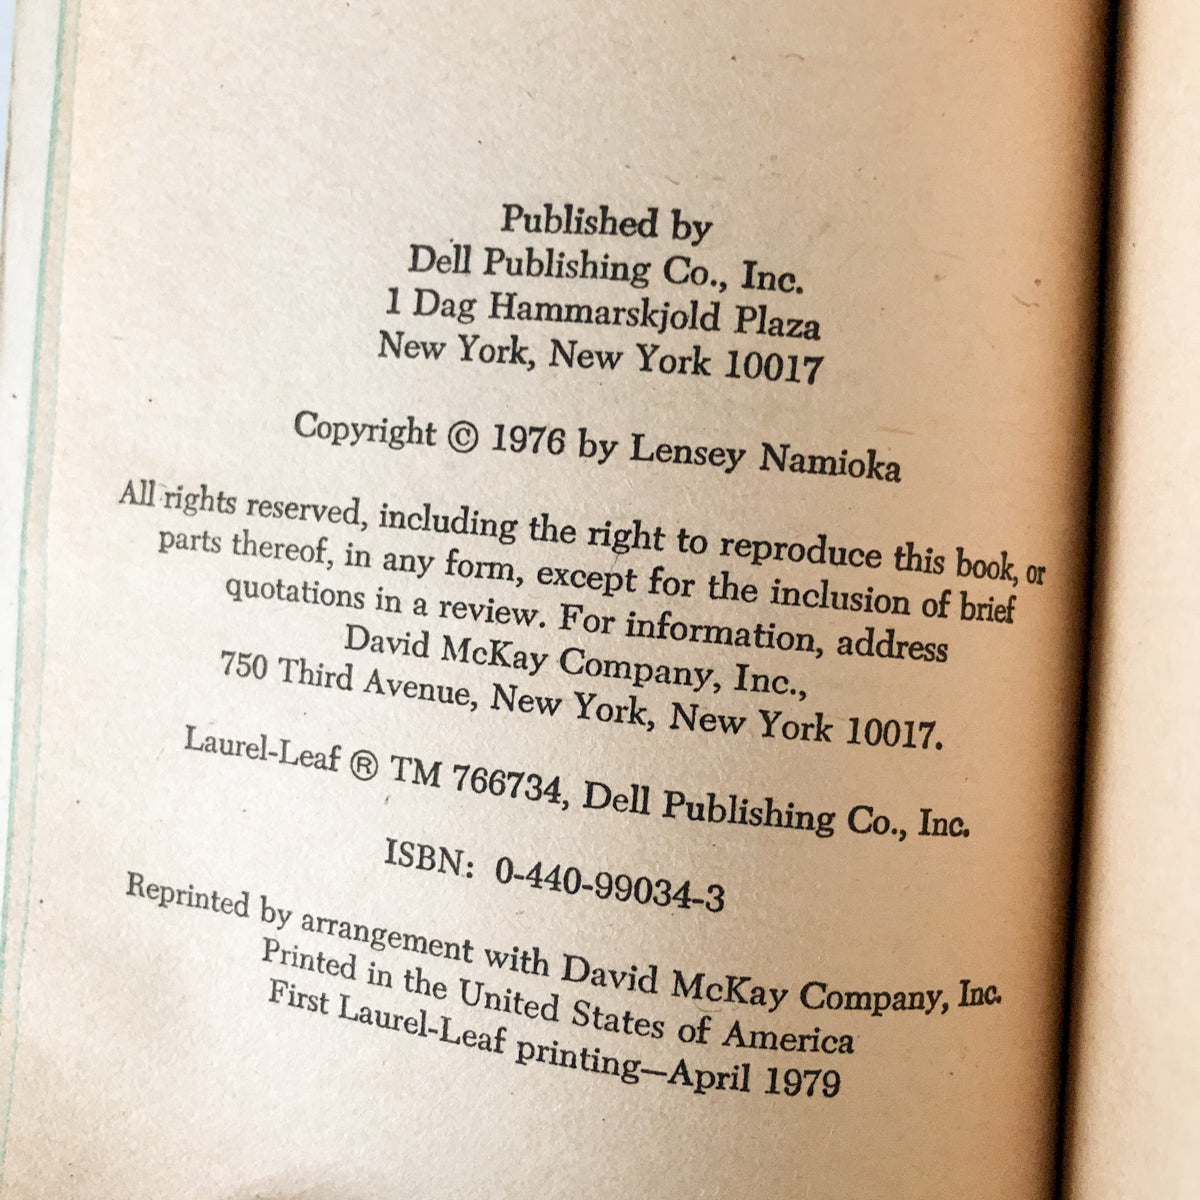 Published by
Dell Publishing Co., Inc.
1 Dag Hammarskjold Plaza
New York, New York 10017
Copyright © 1976 by Lensey Namioka
All rights reserved, including the right to reproduce this book, or
parts thereof, in any form, except for the inclusion of brief
quotations in a review. For information, address
David McKay Company, Inc.,
750 Third Avenue, New York, New York 10017.
Laurel-Leaf ® TM 766734, Dell Publishing Co., Inc.
ISBN: 0-440-99034-3
Reprinted by arrangement with David McKay Company, Inc.
Printed in the United States of America
First Laurel-Leaf printing—April 1979